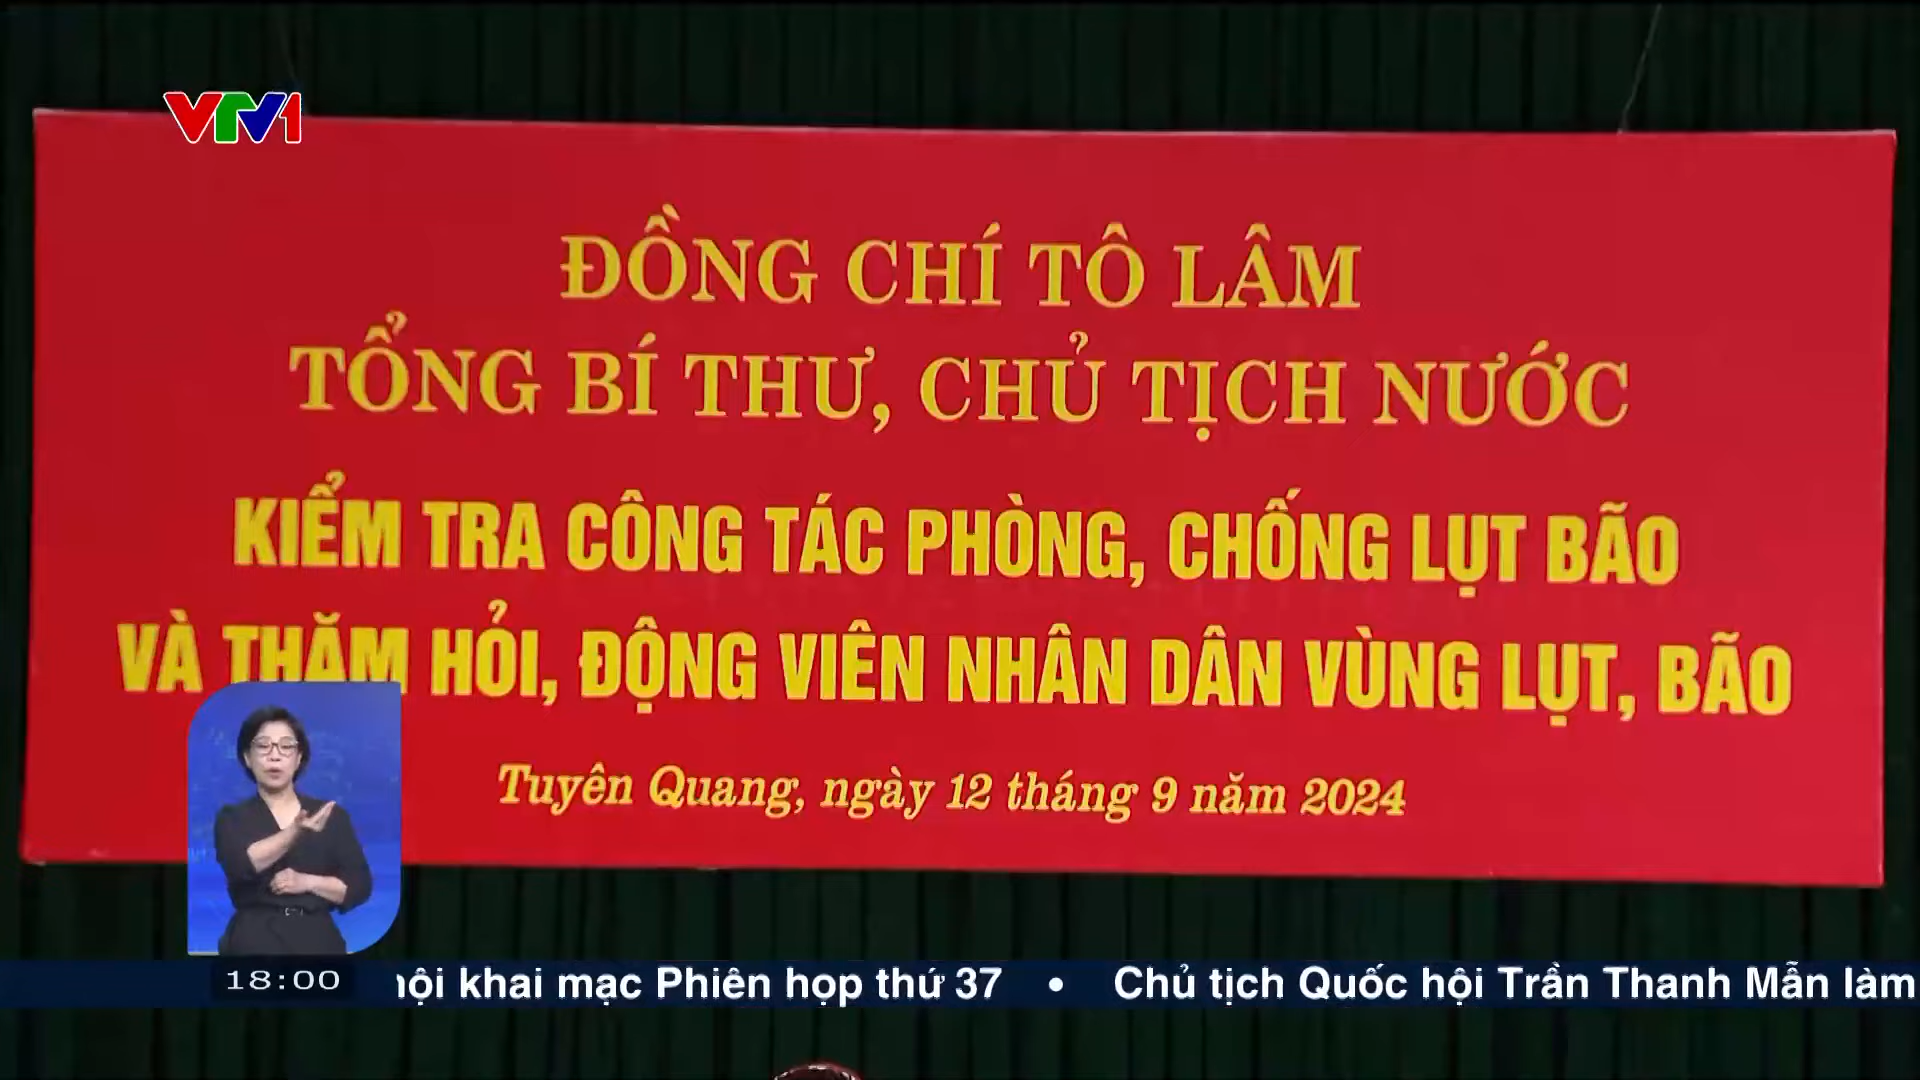 VTV1
ĐỒNG CHÍ TÔ LÂM
TỔNG BÍ THƯ, CHỦ TỊCH NƯỚC
KIỂM TRA CÔNG TÁC PHÒNG, CHỐNG LỤT BÃO
VÀ THĂM HỎI, ĐỘNG VIÊN NHÂN DÂN VÙNG LỤT, BÃO
Tuyên Quang, ngày 12 tháng 9 năm 2024
18:00 hội khai mạc Phiên họp thứ 37 • Chủ tịch Quốc hội Trần Thanh Mẫn làm